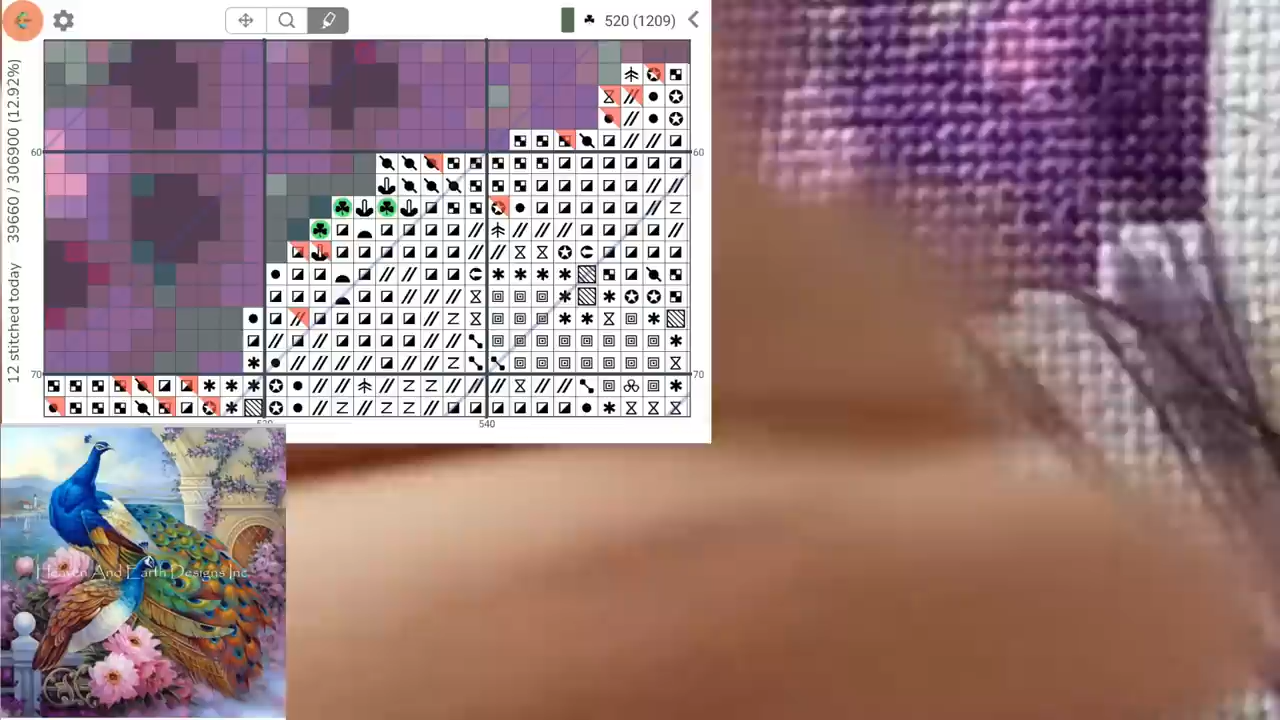 520 (1209)
12 stitched today 39660 / 306900 (12.92%)
60 60
70 70
540
Heaven And Earth Designs Inc.